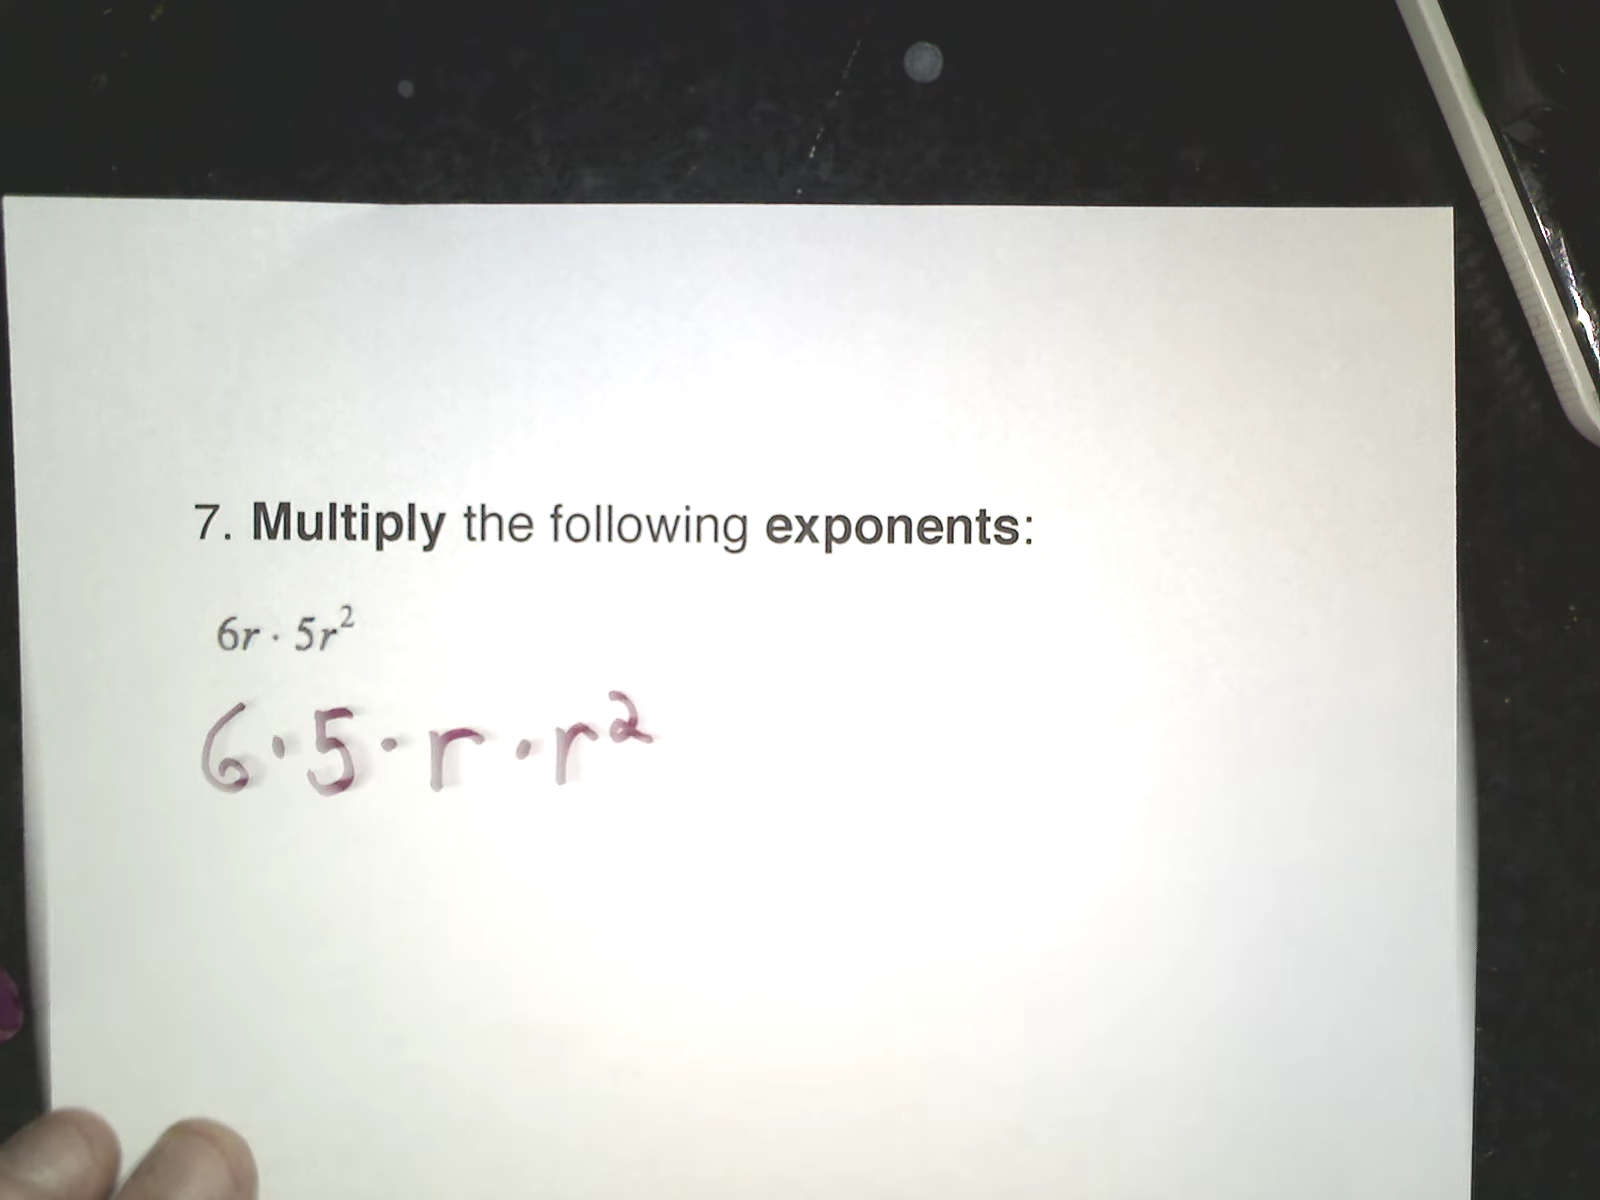 7. Multiply the following exponents:
6r · 5r²
6 · 5 · r · r²